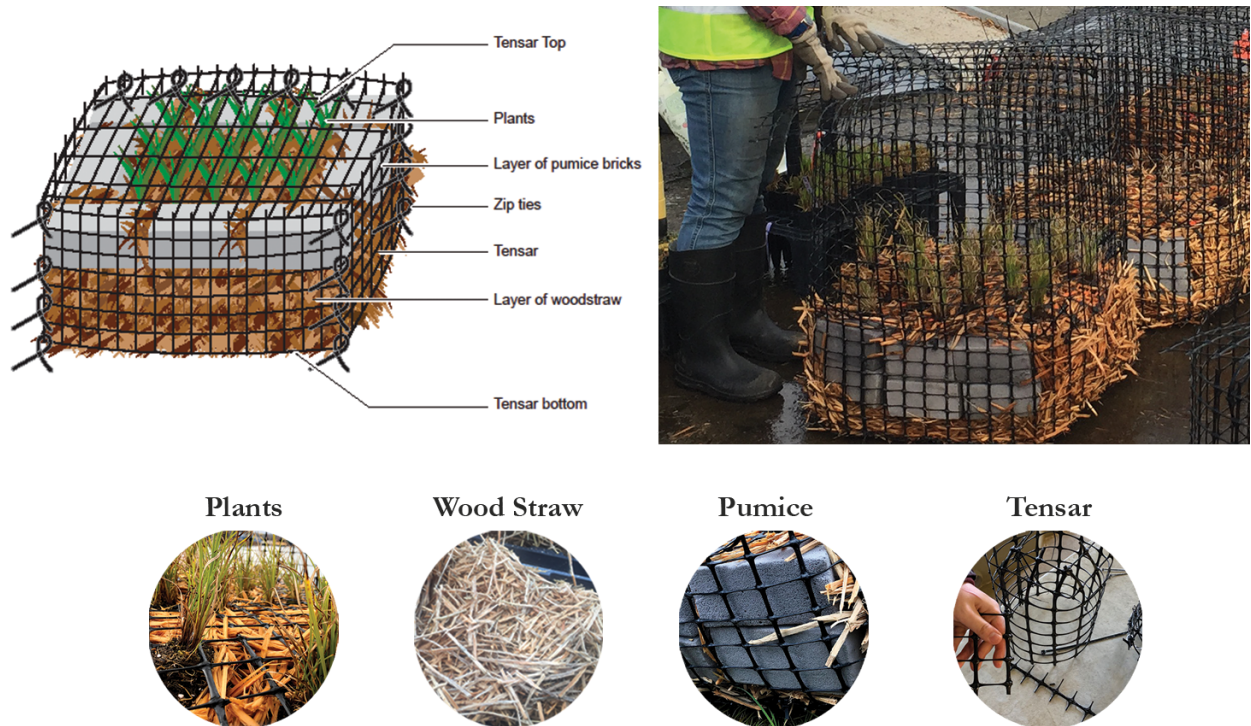 Tensar Top
Plants
Layer of pumice bricks
Zip ties
Tensar
Layer of woodstraw
Tensar bottom
Plants
Wood Straw
Pumice
Tensar